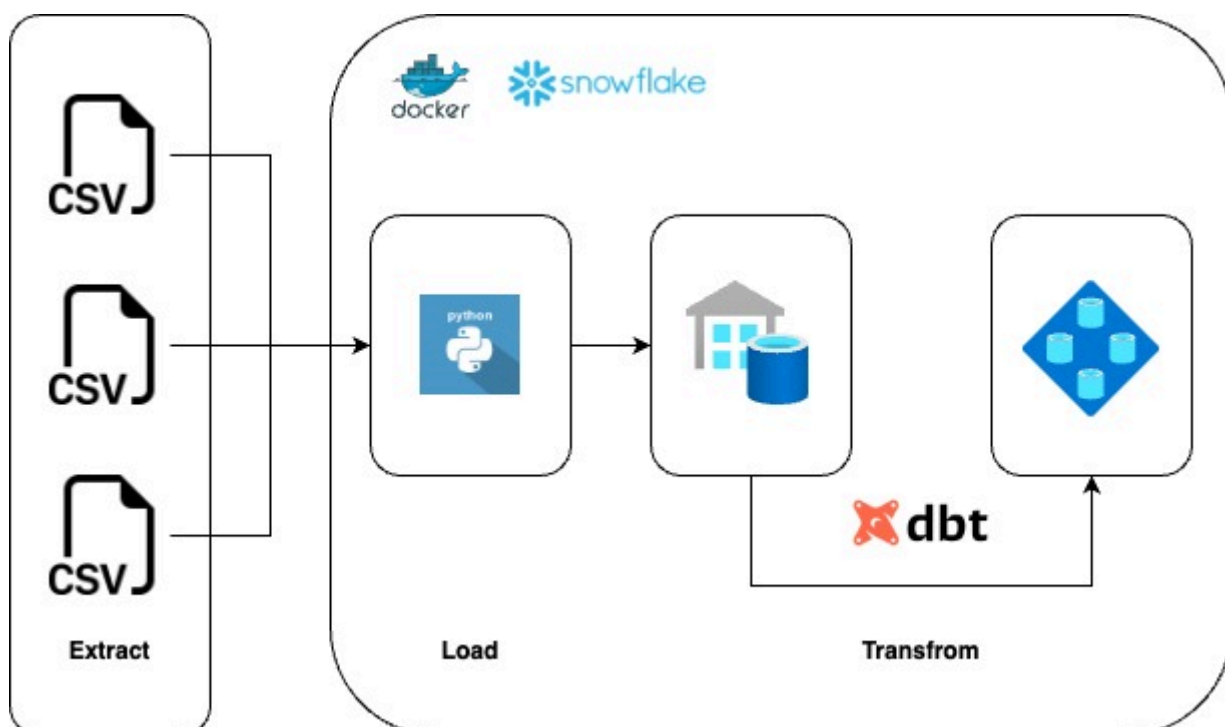 docker
snowflake
CSV
CSV
CSV
python
dbt
Extract
Load
Transfrom